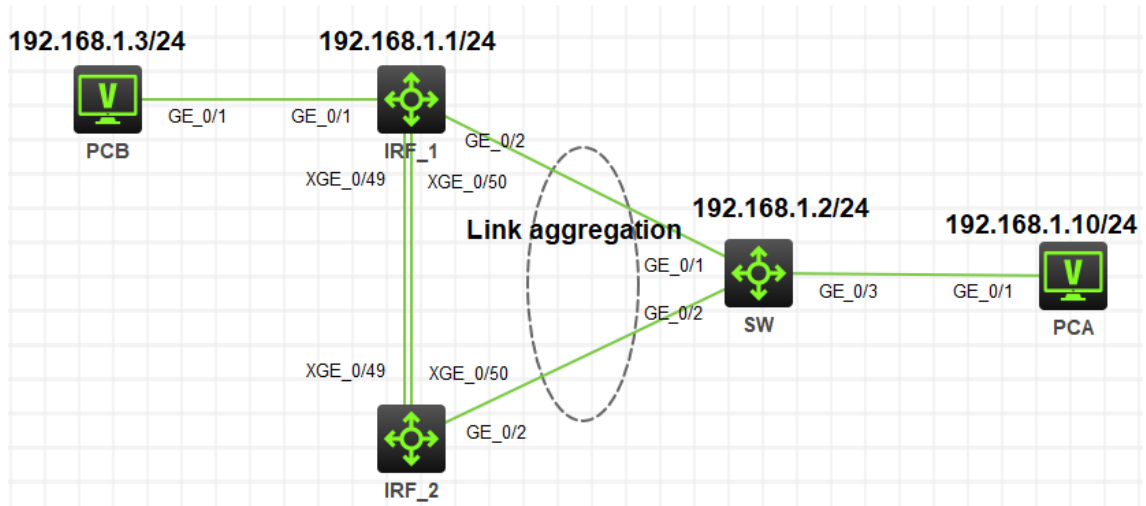 192.168.1.3/24
192.168.1.1/24
V
GE_0/1
GE_0/1
PCB
IRF_1
GE_0/2
XGE_0/49
XGE_0/50
192.168.1.2/24
Link aggregation
192.168.1.10/24
GE_0/1
V
GE_0/3
GE_0/1
GE_0/2
SW
PCA
XGE_0/49
XGE_0/50
GE_0/2
IRF_2